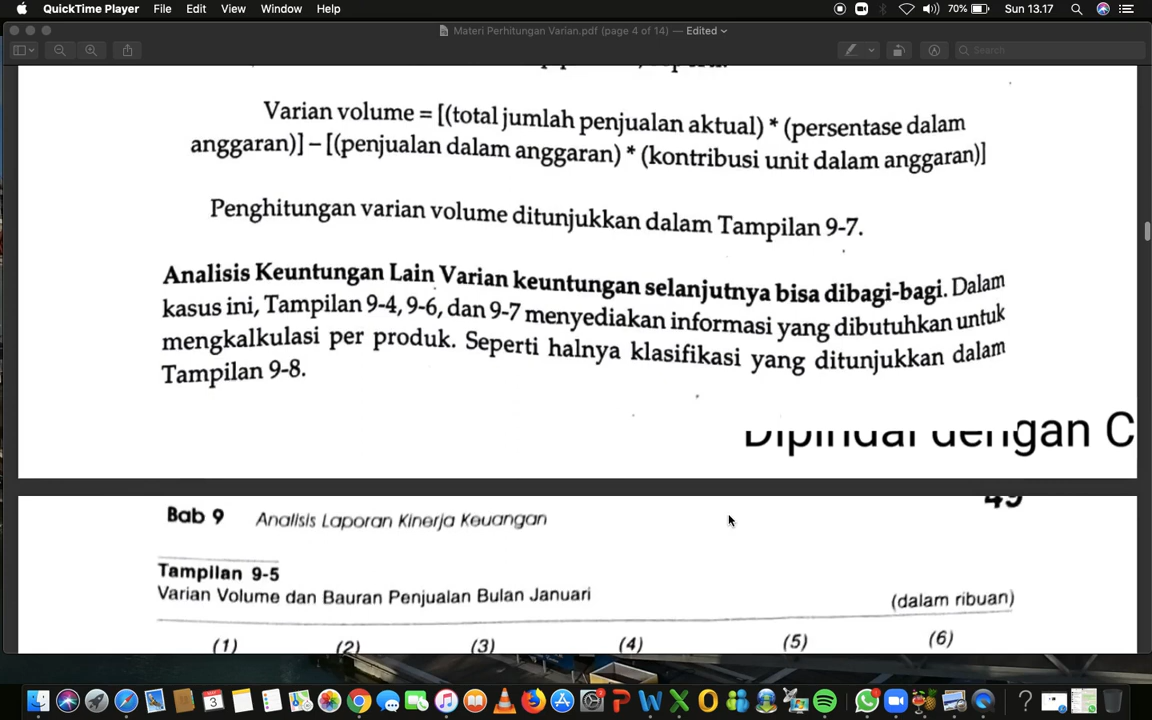 QuickTime Player File Edit View Window Help 70% Sun 13.17
Materi Perhitungan Varian.pdf (page 4 of 14) — Edited
Search
Varian volume = [(total jumlah penjualan aktual) * (persentase dalam
anggaran)] – [(penjualan dalam anggaran) * (kontribusi unit dalam anggaran)]
Penghitungan varian volume ditunjukkan dalam Tampilan 9-7.
Analisis Keuntungan Lain Varian keuntungan selanjutnya bisa dibagi-bagi. Dalam
kasus ini, Tampilan 9-4, 9-6, dan 9-7 menyediakan informasi yang dibutuhkan untuk
mengkalkulasi per produk. Seperti halnya klasifikasi yang ditunjukkan dalam
Tampilan 9-8.
Dipindai dengan C
Bab 9 Analisis Laporan Kinerja Keuangan
Tampilan 9-5
Varian Volume dan Bauran Penjualan Bulan Januari (dalam ribuan)
(1) (2) (3) (4) (5) (6)